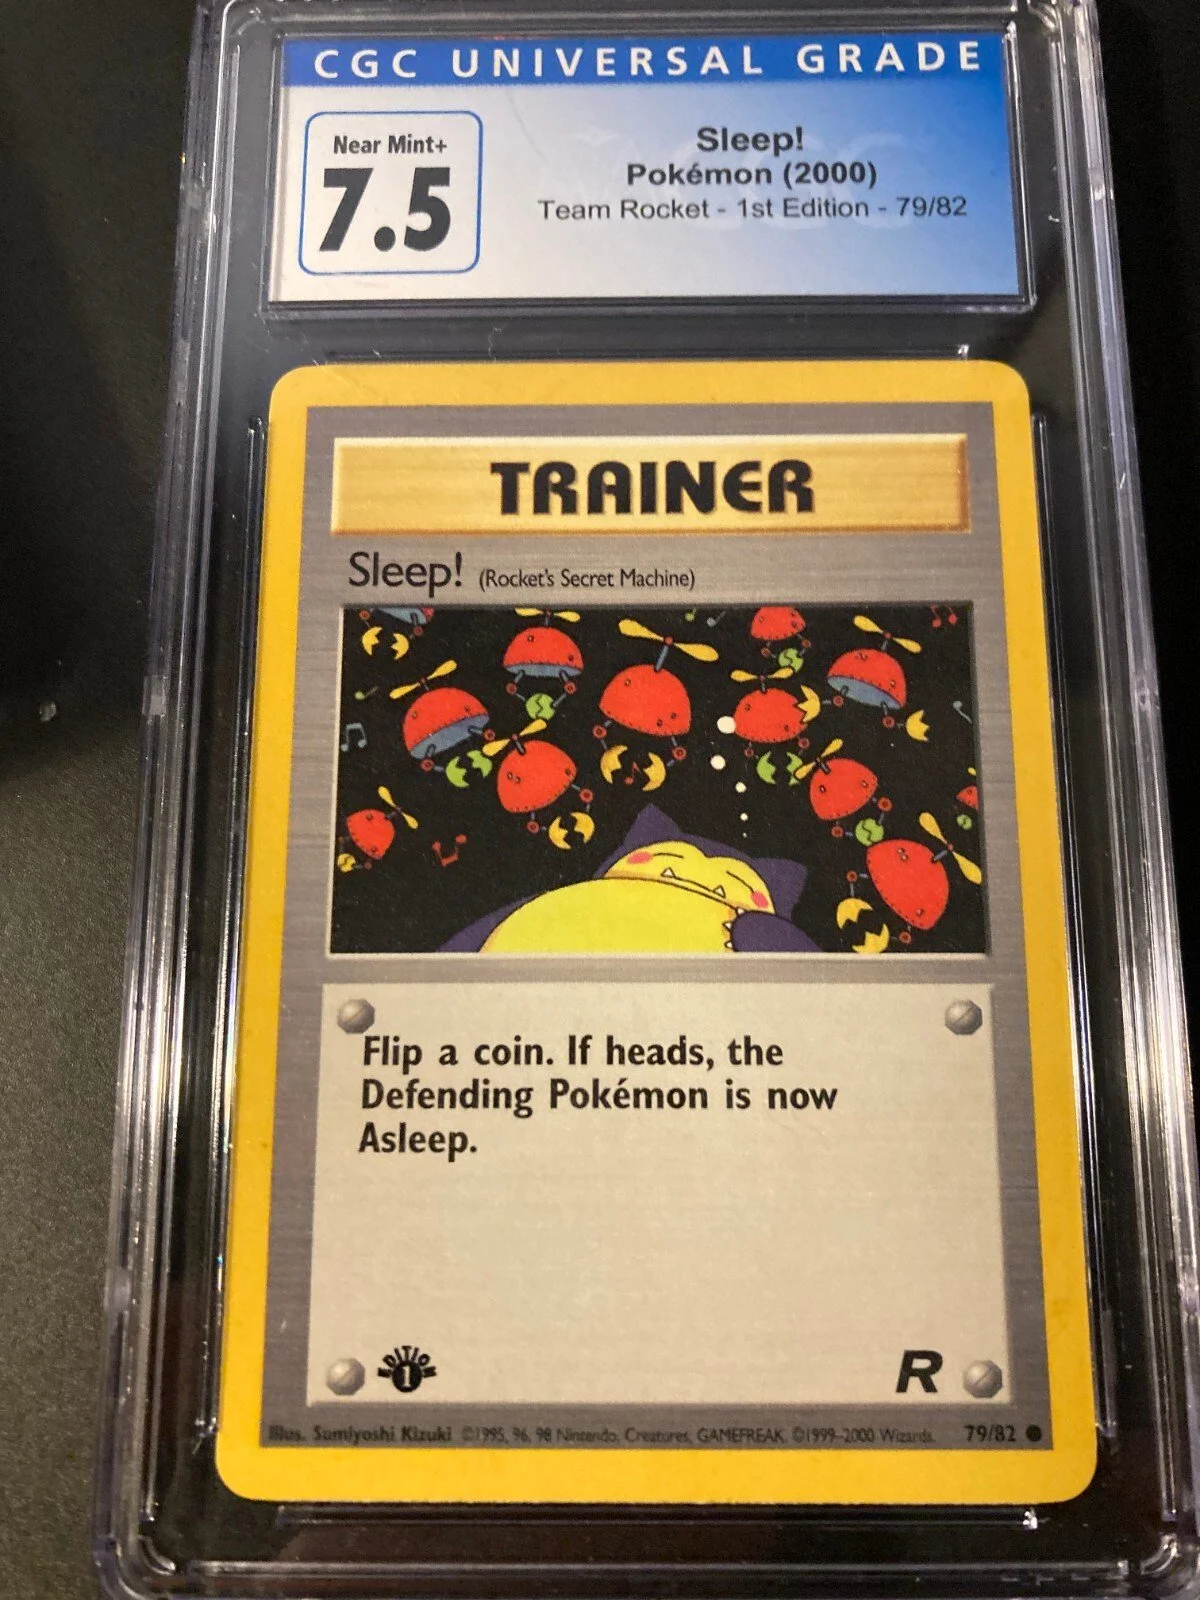 CGC UNIVERSAL GRADE
Near Mint+
7.5
Sleep!
Pokémon (2000)
Team Rocket - 1st Edition - 79/82
TRAINER
Sleep! (Rocket's Secret Machine)
Flip a coin. If heads, the
Defending Pokémon is now
Asleep.
EDITION
1
R
Illus. Sumiyoshi Kizuki ©1995, 96, 98 Nintendo, Creatures, GAMEFREAK. ©1999-2000 Wizards. 79/82